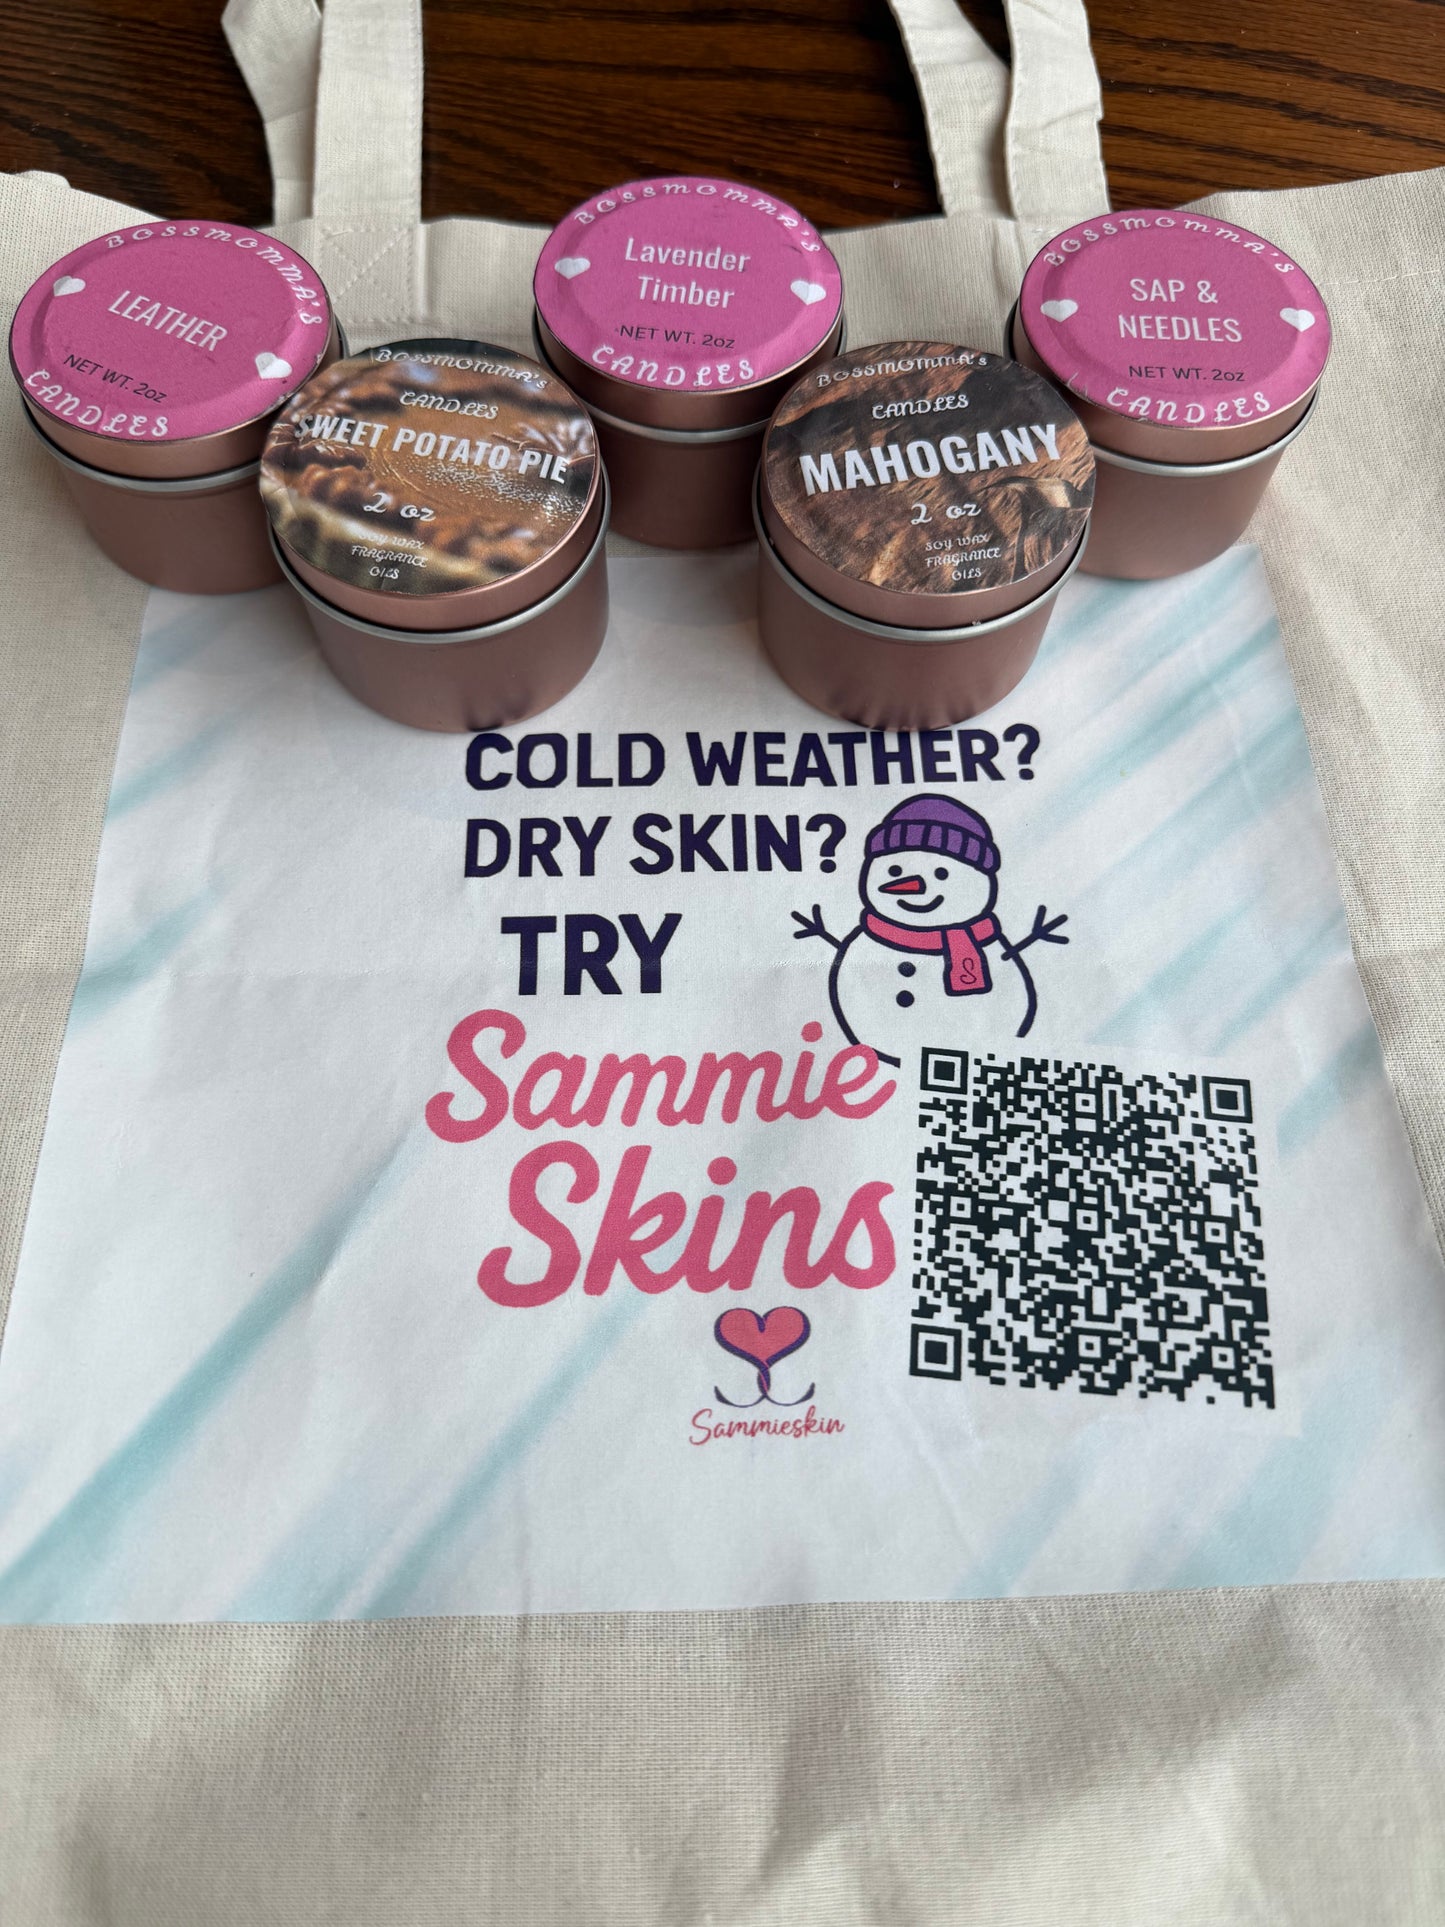 BOSSMOMMA'S
LEATHER
NET WT. 2oz
CANDLES
BOSSMOMMA'S
Lavender
Timber
NET WT. 2oz
CANDLES
BOSSMOMMA'S
SAP &
NEEDLES
NET WT. 2oz
CANDLES
BOSSMOMMA's
CANDLES
SWEET POTATO PIE
2 oz
SOY WAX
FRAGRANCE
OILS
BOSSMOMMA's
CANDLES
MAHOGANY
2 oz
SOY WAX
FRAGRANCE
OILS
COLD WEATHER?
DRY SKIN?
TRY
S
Sammie
Skins
Sammieskin